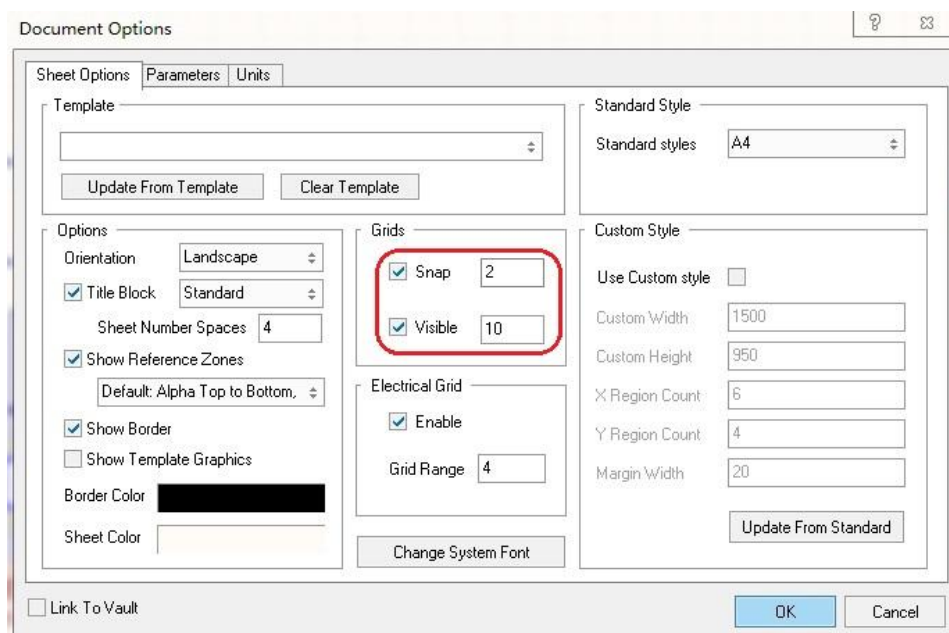 Document Options
Sheet Options Parameters Units
Template
Update From Template Clear Template
Standard Style
Standard styles A4
Options
Orientation Landscape
Title Block Standard
Sheet Number Spaces 4
Show Reference Zones
Default: Alpha Top to Bottom,
Show Border
Show Template Graphics
Border Color
Sheet Color
Grids
Snap 2
Visible 10
Electrical Grid
Enable
Grid Range 4
Change System Font
Custom Style
Use Custom style
Custom Width 1500
Custom Height 950
X Region Count 6
Y Region Count 4
Margin Width 20
Update From Standard
Link To Vault
OK Cancel